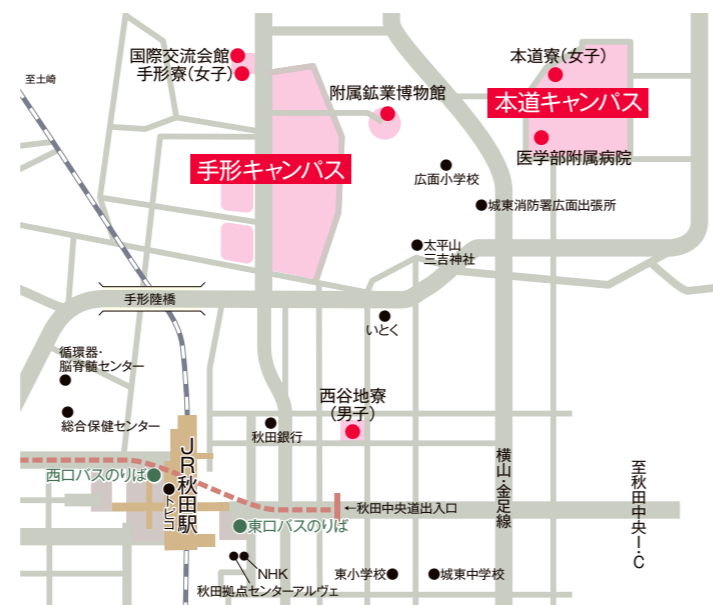 国際交流会館
手形寮(女子)
至土崎
附属鉱業博物館
本道寮(女子)
本道キャンパス
医学部附属病院
手形キャンパス
広面小学校
城東消防署広面出張所
太平山
三吉神社
手形陸橋
いとく
循環器・
脳脊髄センター
西谷地寮
(男子)
総合保健センター
秋田銀行
JR秋田駅
横山・金足線
至秋田中央I・C
西口バスのりば
トピコ
←秋田中央道出入口
東口バスのりば
NHK
秋田拠点センターアルヴェ
東小学校
城東中学校